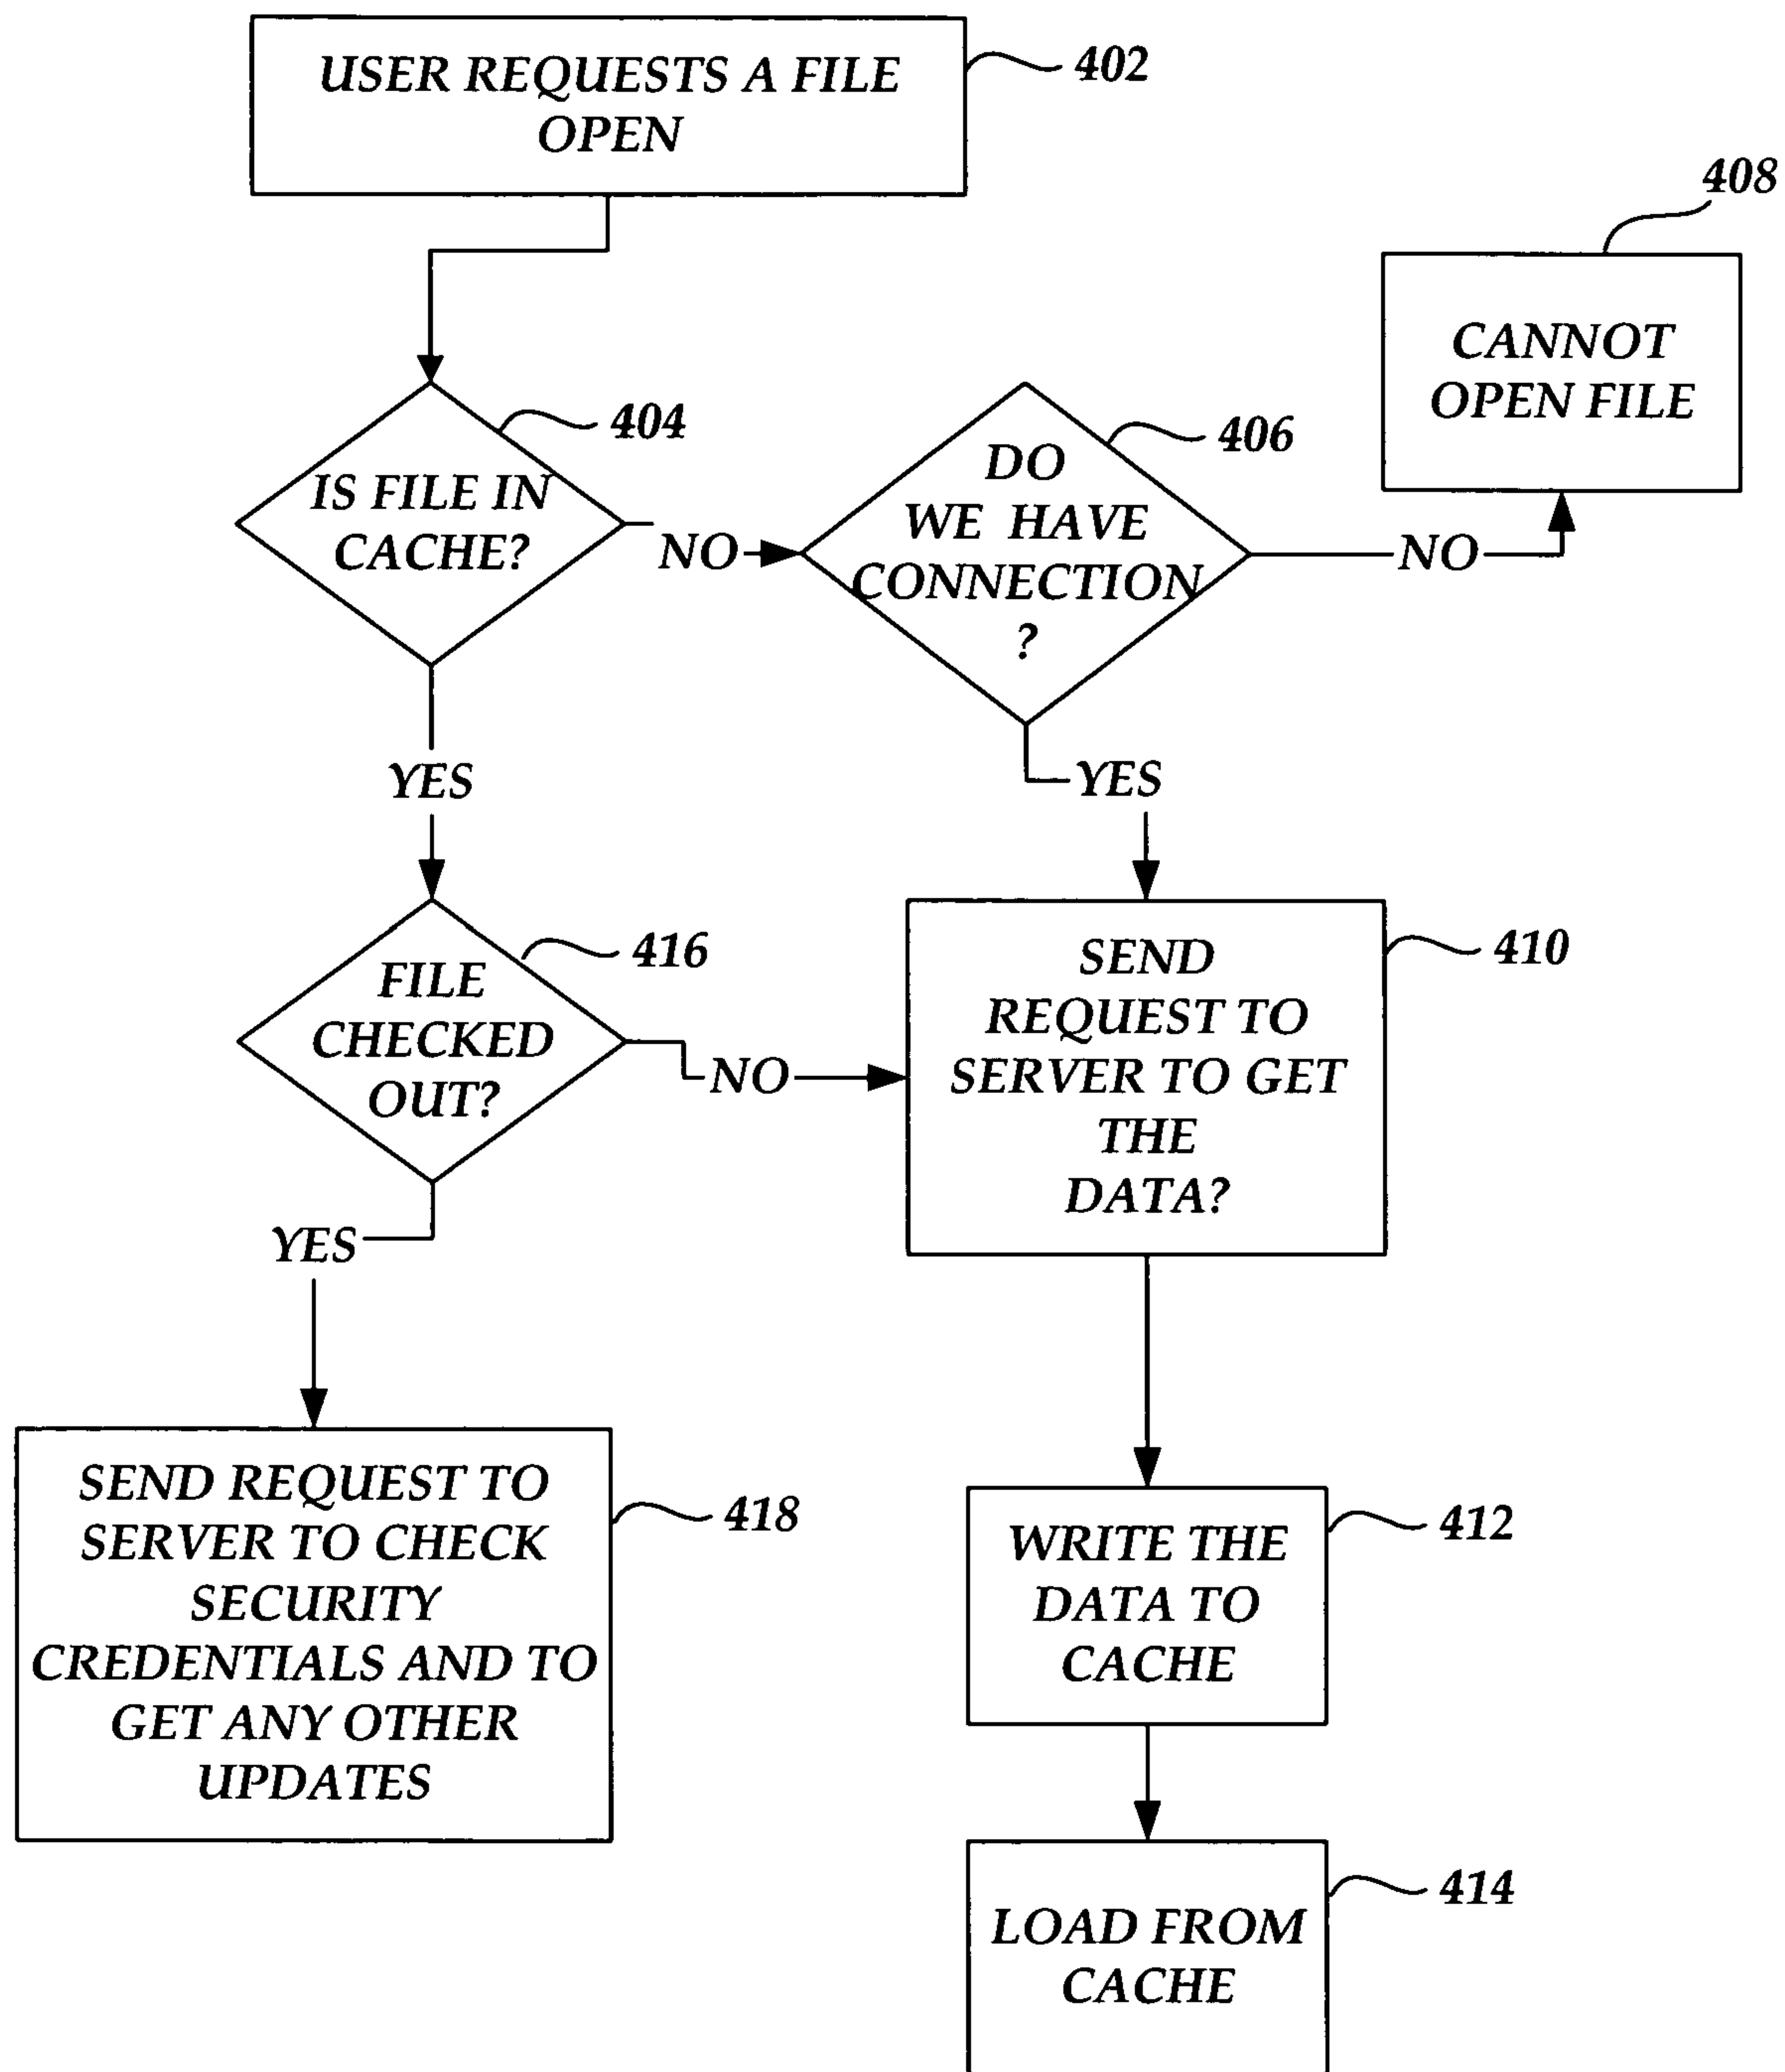 USER REQUESTS A FILE
OPEN
402
408
CANNOT
OPEN FILE
404
IS FILE IN
CACHE?
NO
406
DO
WE HAVE
CONNECTION
?
NO
YES
YES
416
FILE
CHECKED
OUT?
NO
410
SEND
REQUEST TO
SERVER TO GET
THE
DATA?
YES
SEND REQUEST TO
SERVER TO CHECK
SECURITY
CREDENTIALS AND TO
GET ANY OTHER
UPDATES
418
WRITE THE
DATA TO
CACHE
412
LOAD FROM
CACHE
414